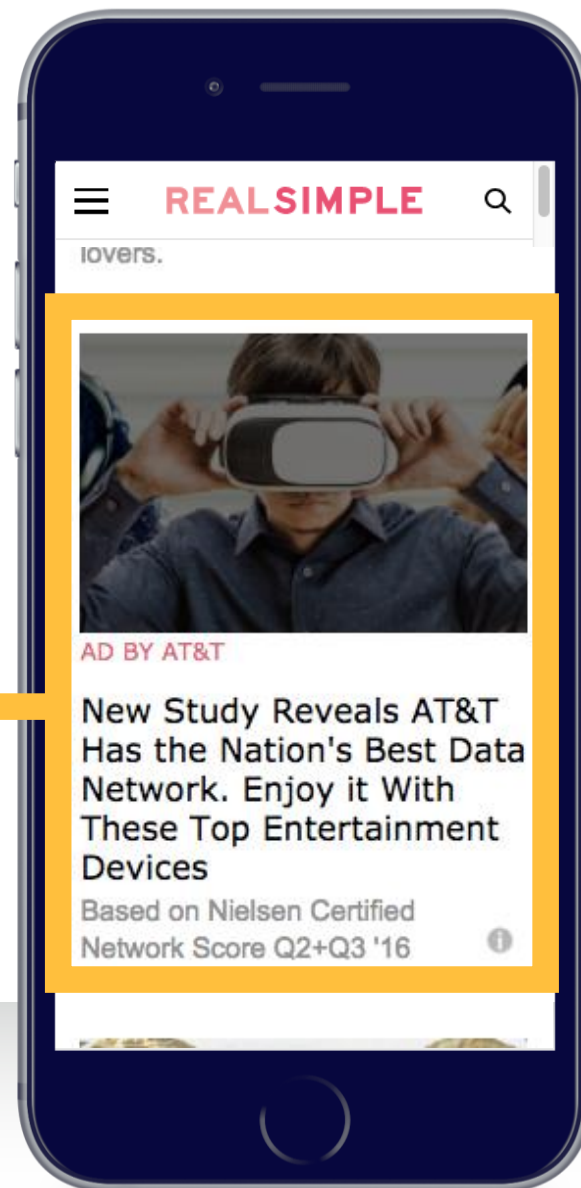 REALSIMPLE
lovers.
AD BY AT&T
New Study Reveals AT&T
Has the Nation's Best Data
Network. Enjoy it With
These Top Entertainment
Devices
Based on Nielsen Certified
Network Score Q2+Q3 '16